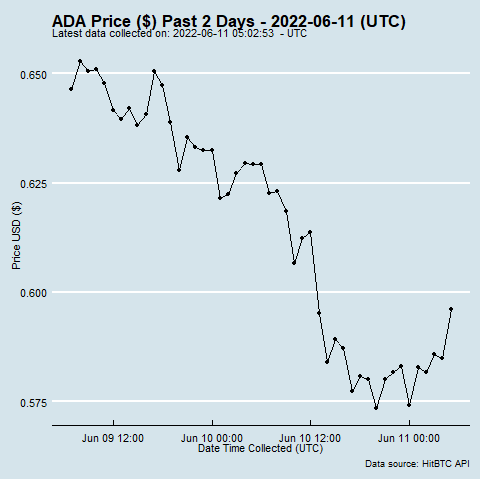 ADA Price ($) Past 2 Days - 2022-06-11 (UTC)
Latest data collected on: 2022-06-11 05:02:53 - UTC
0.650
0.625
0.600
0.575
Price USD ($)
Jun 09 12:00 Jun 10 00:00 Jun 10 12:00 Jun 11 00:00
Date Time Collected (UTC)
Data source: HitBTC API